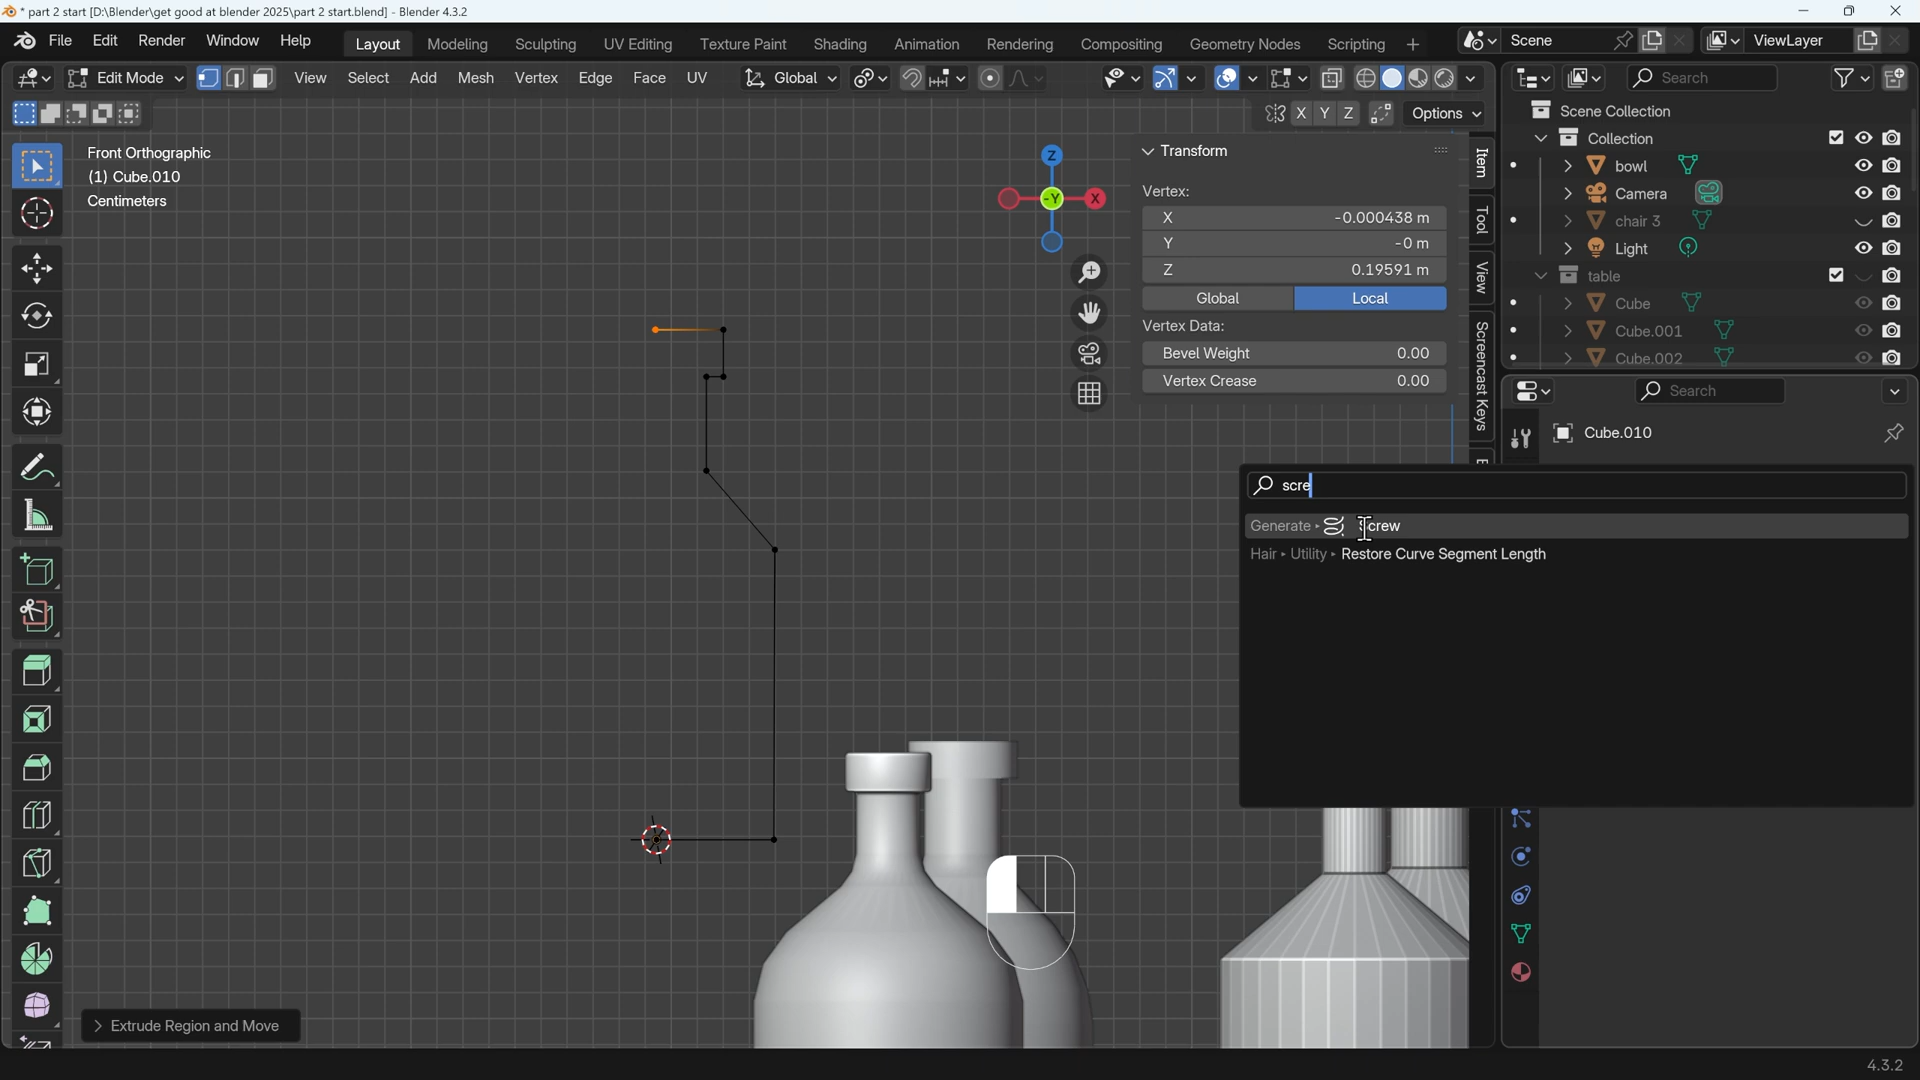 * part 2 start [D:\Blender\get good at blender 2025\part 2 start.blend] - Blender 4.3.2
File Edit Render Window Help Layout Modeling Sculpting UV Editing Texture Paint Shading Animation Rendering Compositing Geometry Nodes Scripting + Scene ViewLayer
Edit Mode View Select Add Mesh Vertex Edge Face UV Global Search
X Y Z Options
Front Orthographic
(1) Cube.010
Centimeters
Z
-Y X
Transform
Vertex:
X -0.000438 m
Y -0 m
Z 0.19591 m
Global Local
Vertex Data:
Bevel Weight 0.00
Vertex Crease 0.00
Item
Tool
View
Screencast Keys
Scene Collection
Collection
bowl
Camera
chair 3
Light
table
Cube
Cube.001
Cube.002
Search
Cube.010
scre
Generate Screw
Hair Utility Restore Curve Segment Length
Extrude Region and Move
4.3.2